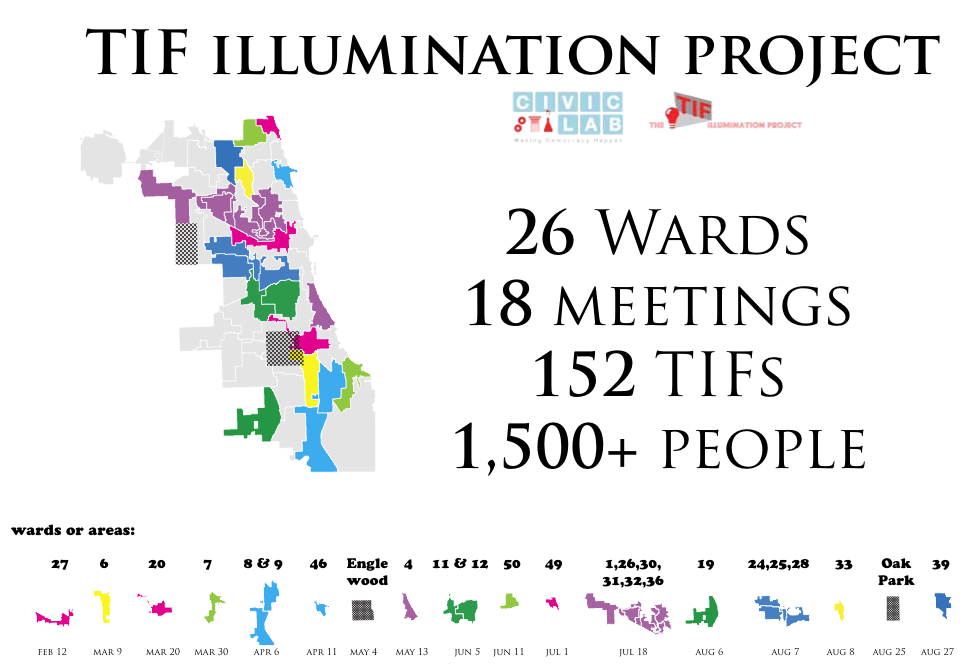 TIF ILLUMINATION PROJECT
CIVIC
LAB
Making Democracy Happen
TIF
THE ILLUMINATION PROJECT
26 WARDS
18 MEETINGS
152 TIFS
1,500+ PEOPLE
wards or areas:
27 6 20 7 8 & 9 46 Engle wood 4 11 & 12 50 49 1,26,30, 31,32,36 19 24,25,28 33 Oak Park 39
FEB 12 MAR 9 MAR 20 MAR 30 APR 6 APR 11 MAY 4 MAY 13 JUN 5 JUN 11 JUL 1 JUL 18 AUG 6 AUG 7 AUG 8 AUG 25 AUG 27